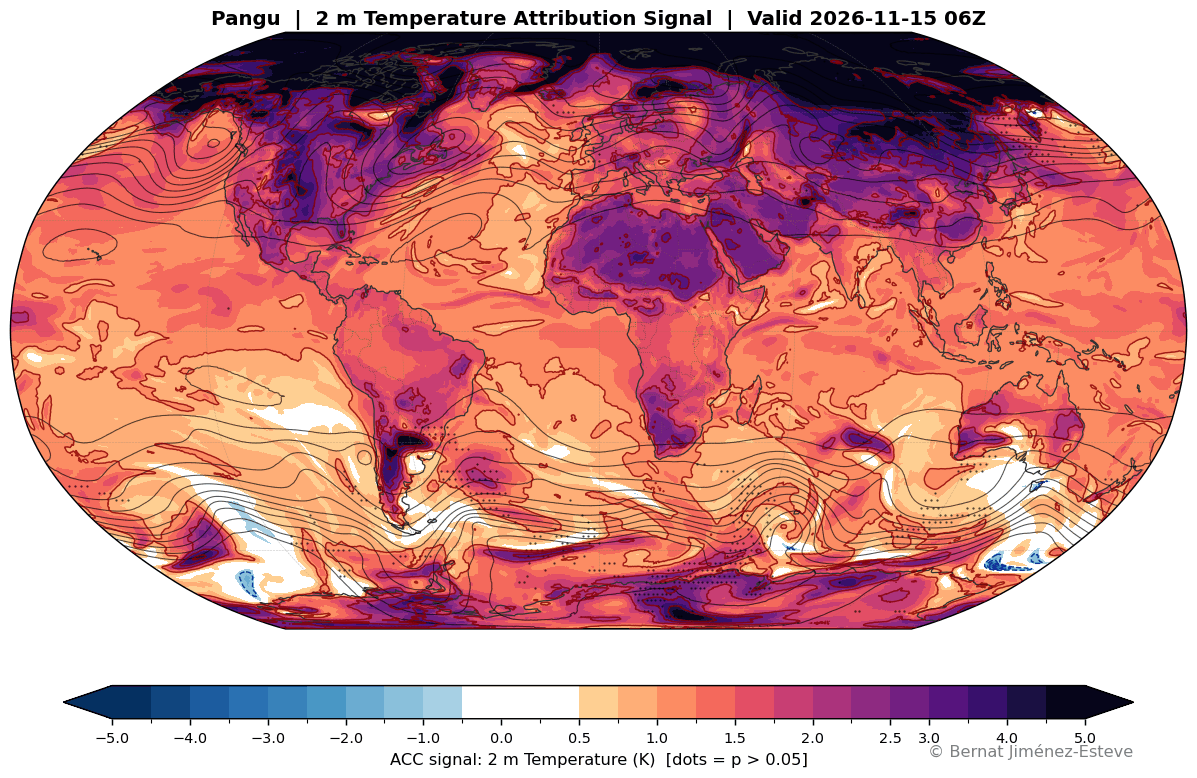 Pangu | 2 m Temperature Attribution Signal | Valid 2026-11-15 06Z
−5.0 −4.0 −3.0 −2.0 −1.0 0.0 0.5 1.0 1.5 2.0 2.5 3.0 4.0 5.0
© Bernat Jiménez-Esteve
ACC signal: 2 m Temperature (K) [dots = p > 0.05]